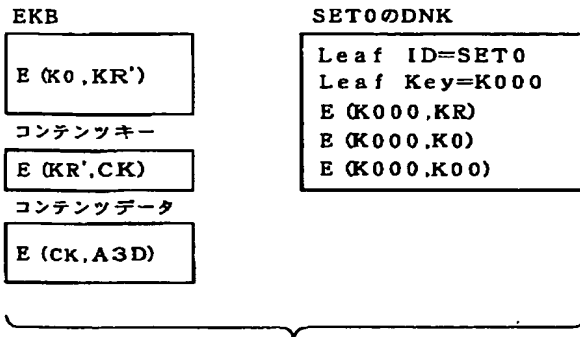 EKB
E (K0,KR')
コンテンツキー
E (KR',CK)
コンテンツデータ
E (CK,A3D)
SET0のDNK
Leaf ID=SET0
Leaf Key=K000
E (K000,KR)
E (K000,K0)
E (K000,K00)